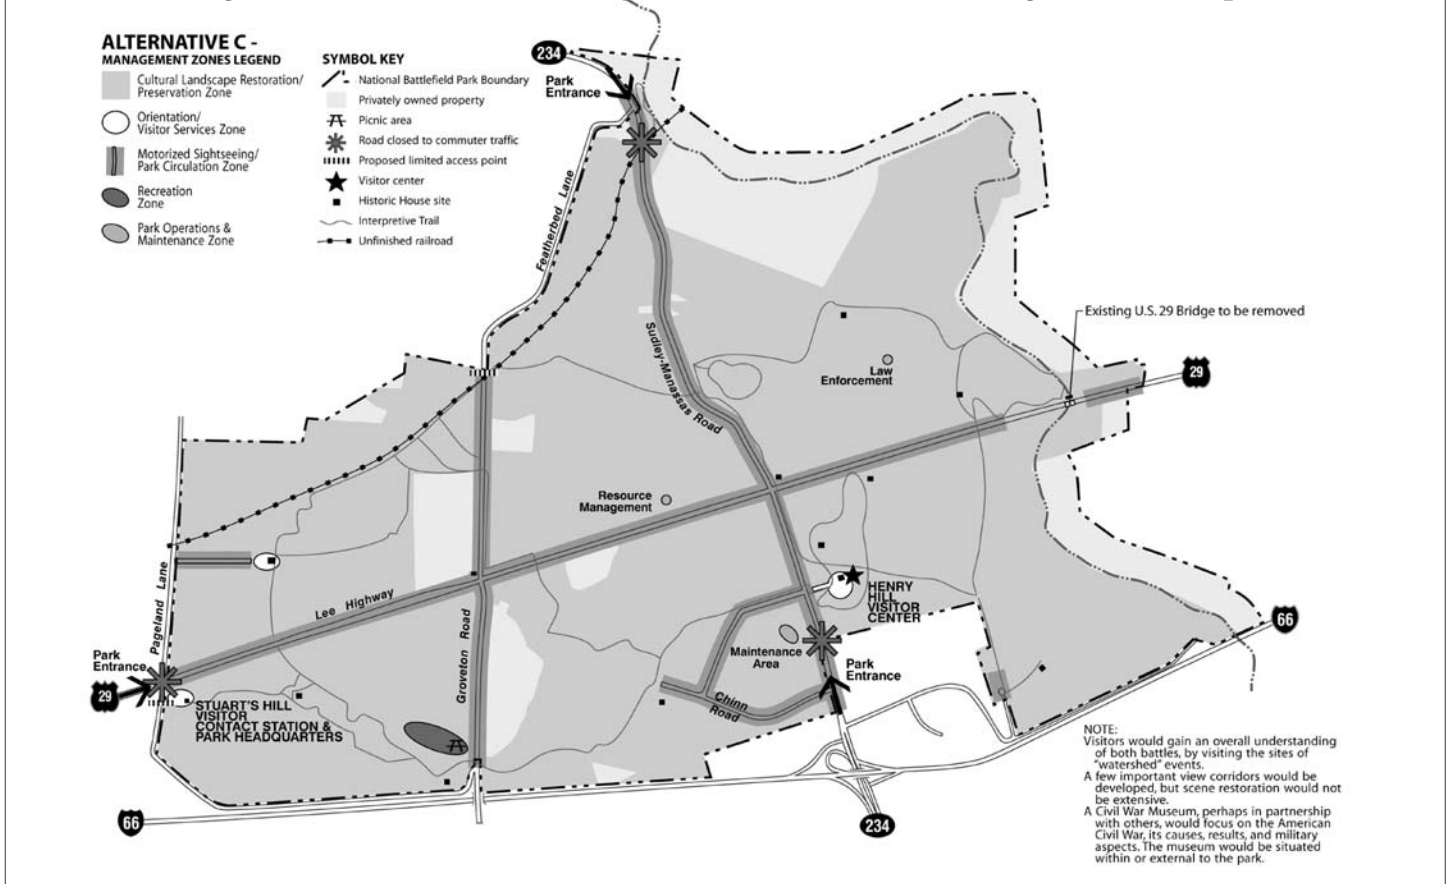 ALTERNATIVE C -
MANAGEMENT ZONES LEGEND
Cultural Landscape Restoration/
Preservation Zone
Orientation/
Visitor Services Zone
Motorized Sightseeing/
Park Circulation Zone
Recreation
Zone
Park Operations &
Maintenance Zone
SYMBOL KEY
National Battlefield Park Boundary
Privately owned property
Picnic area
Road closed to commuter traffic
Proposed limited access point
Visitor center
Historic House site
Interpretive Trail
Unfinished railroad
234
Park
Entrance
Featherbed Lane
Sudley-Manassas Road
Existing U.S. 29 Bridge to be removed
29
Law
Enforcement
Resource
Management
Pageland Lane
Lee Highway
Groveton Road
HENRY
HILL
VISITOR
CENTER
66
Maintenance
Area
Park
Entrance
Chinn
Road
Park
Entrance
29
STUART'S HILL
VISITOR
CONTACT STATION &
PARK HEADQUARTERS
66
234
NOTE:
Visitors would gain an overall understanding
of both battles, by visiting the sites of
"watershed" events.
A few important view corridors would be
developed, but scene restoration would not
be extensive.
A Civil War Museum, perhaps in partnership
with others, would focus on the American
Civil War, its causes, results, and military
aspects. The museum would be situated
within or external to the park.